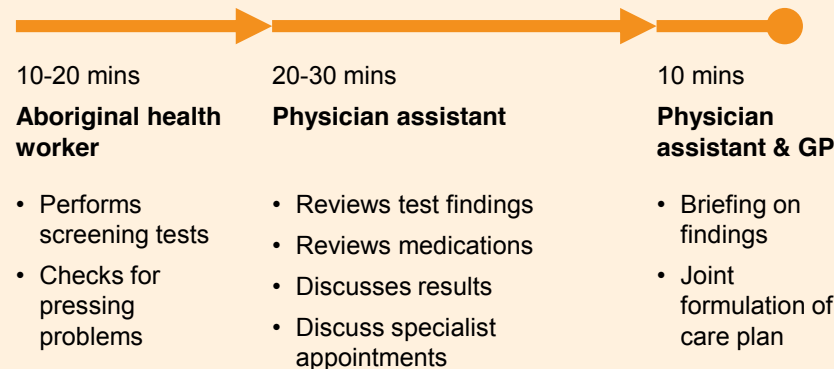 10-20 mins
Aboriginal health
worker
• Performs
screening tests
• Checks for
pressing
problems
20-30 mins
Physician assistant
• Reviews test findings
• Reviews medications
• Discusses results
• Discuss specialist
appointments
10 mins
Physician
assistant & GP
• Briefing on
findings
• Joint
formulation of
care plan